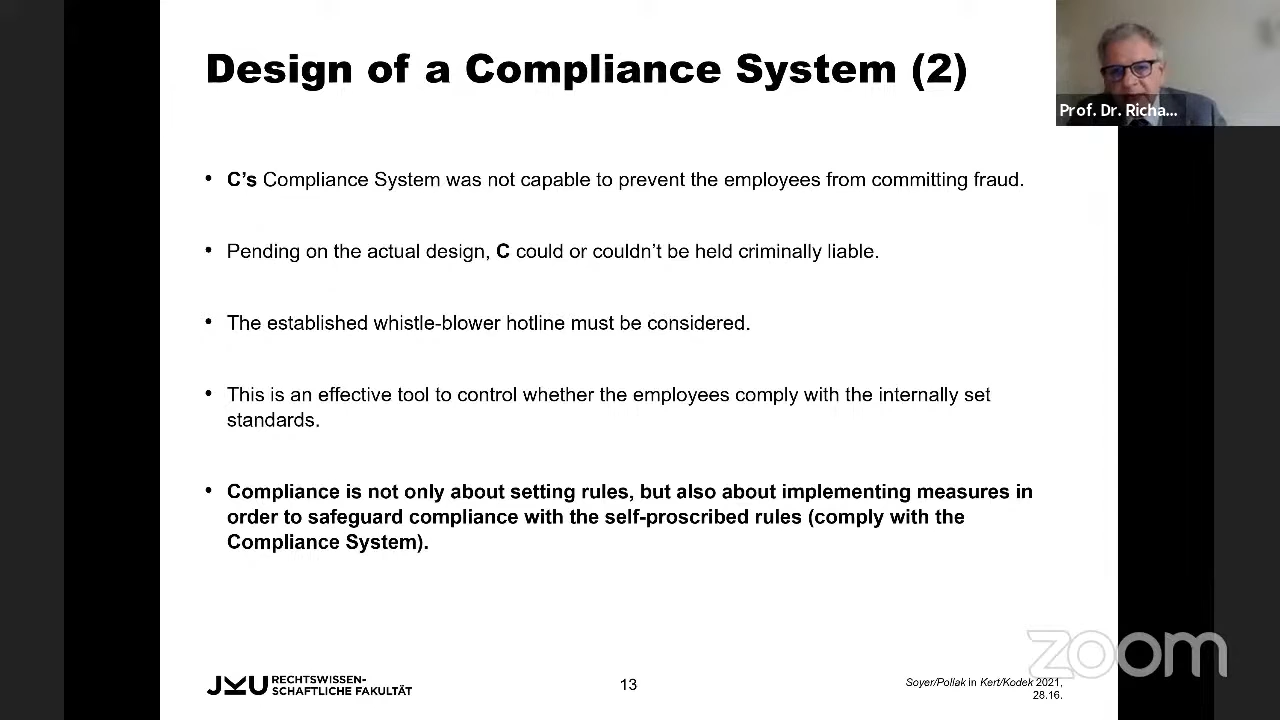 Design of a Compliance System (2)
Prof. Dr. Richa...
• C's Compliance System was not capable to prevent the employees from committing fraud.
• Pending on the actual design, C could or couldn't be held criminally liable.
• The established whistle-blower hotline must be considered.
• This is an effective tool to control whether the employees comply with the internally set
standards.
• Compliance is not only about setting rules, but also about implementing measures in
order to safeguard compliance with the self-proscribed rules (comply with the
Compliance System).
zoom
JKU RECHTSWISSEN-
SCHAFTLICHE FAKULTÄT
13
Soyer/Pollak in Kert/Kodek 2021,
28.16.